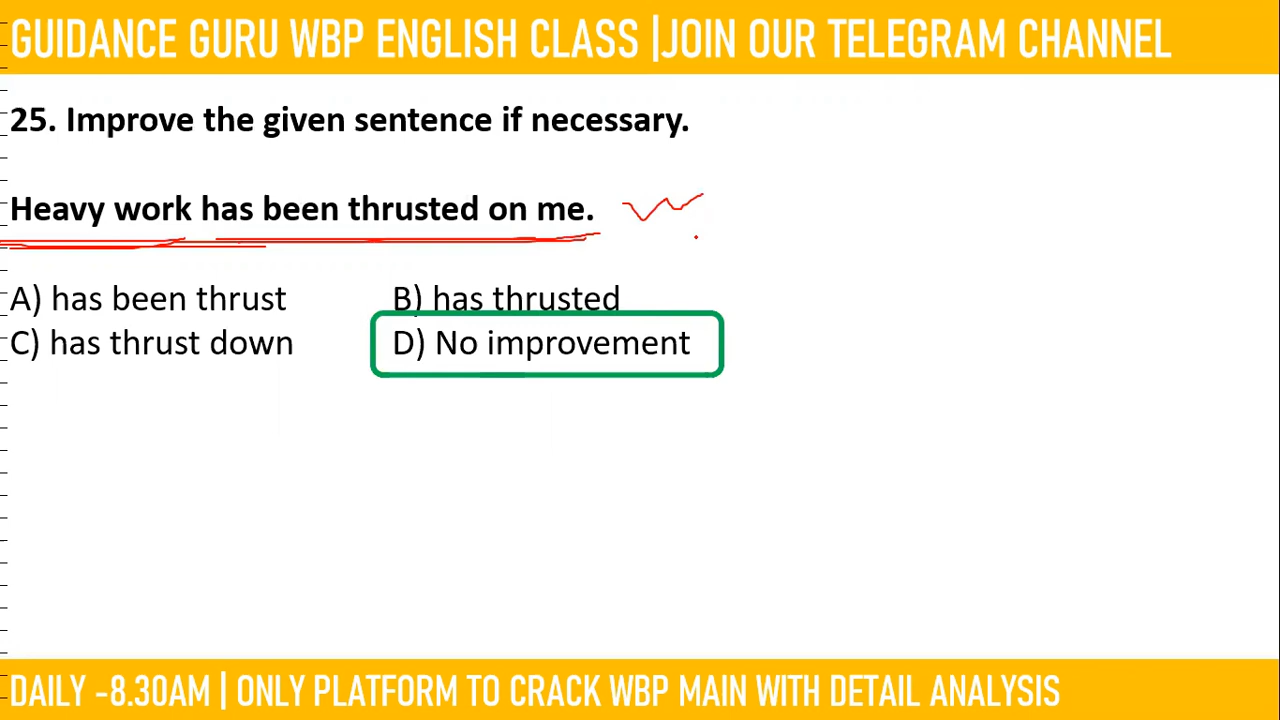 GUIDANCE GURU WBP ENGLISH CLASS |JOIN OUR TELEGRAM CHANNEL
25. Improve the given sentence if necessary.
Heavy work has been thrusted on me.
A) has been thrust B) has thrusted
C) has thrust down D) No improvement
DAILY -8.30AM | ONLY PLATFORM TO CRACK WBP MAIN WITH DETAIL ANALYSIS